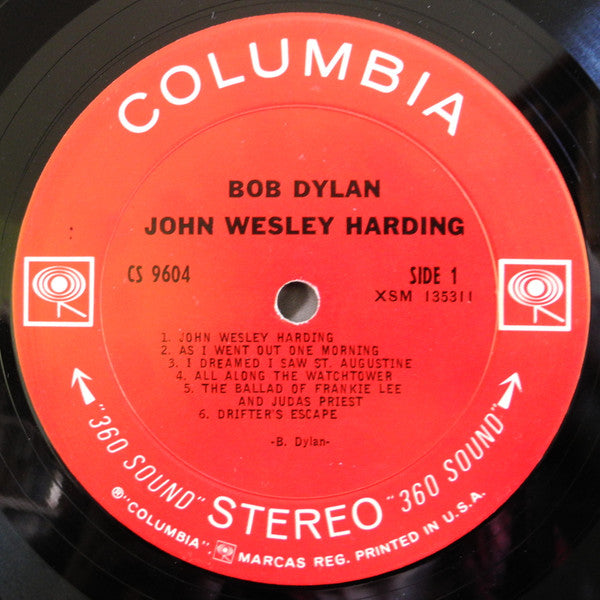 COLUMBIA
BOB DYLAN
JOHN WESLEY HARDING
CS 9604 SIDE 1
XSM 135311
1. JOHN WESLEY HARDING
2. AS I WENT OUT ONE MORNING
3. I DREAMED I SAW ST. AUGUSTINE
4. ALL ALONG THE WATCHTOWER
5. THE BALLAD OF FRANKIE LEE
AND JUDAS PRIEST
6. DRIFTER'S ESCAPE
-B. Dylan-
"360 SOUND" STEREO "360 SOUND"
®"COLUMBIA", MARCAS REG. PRINTED IN U.S.A.